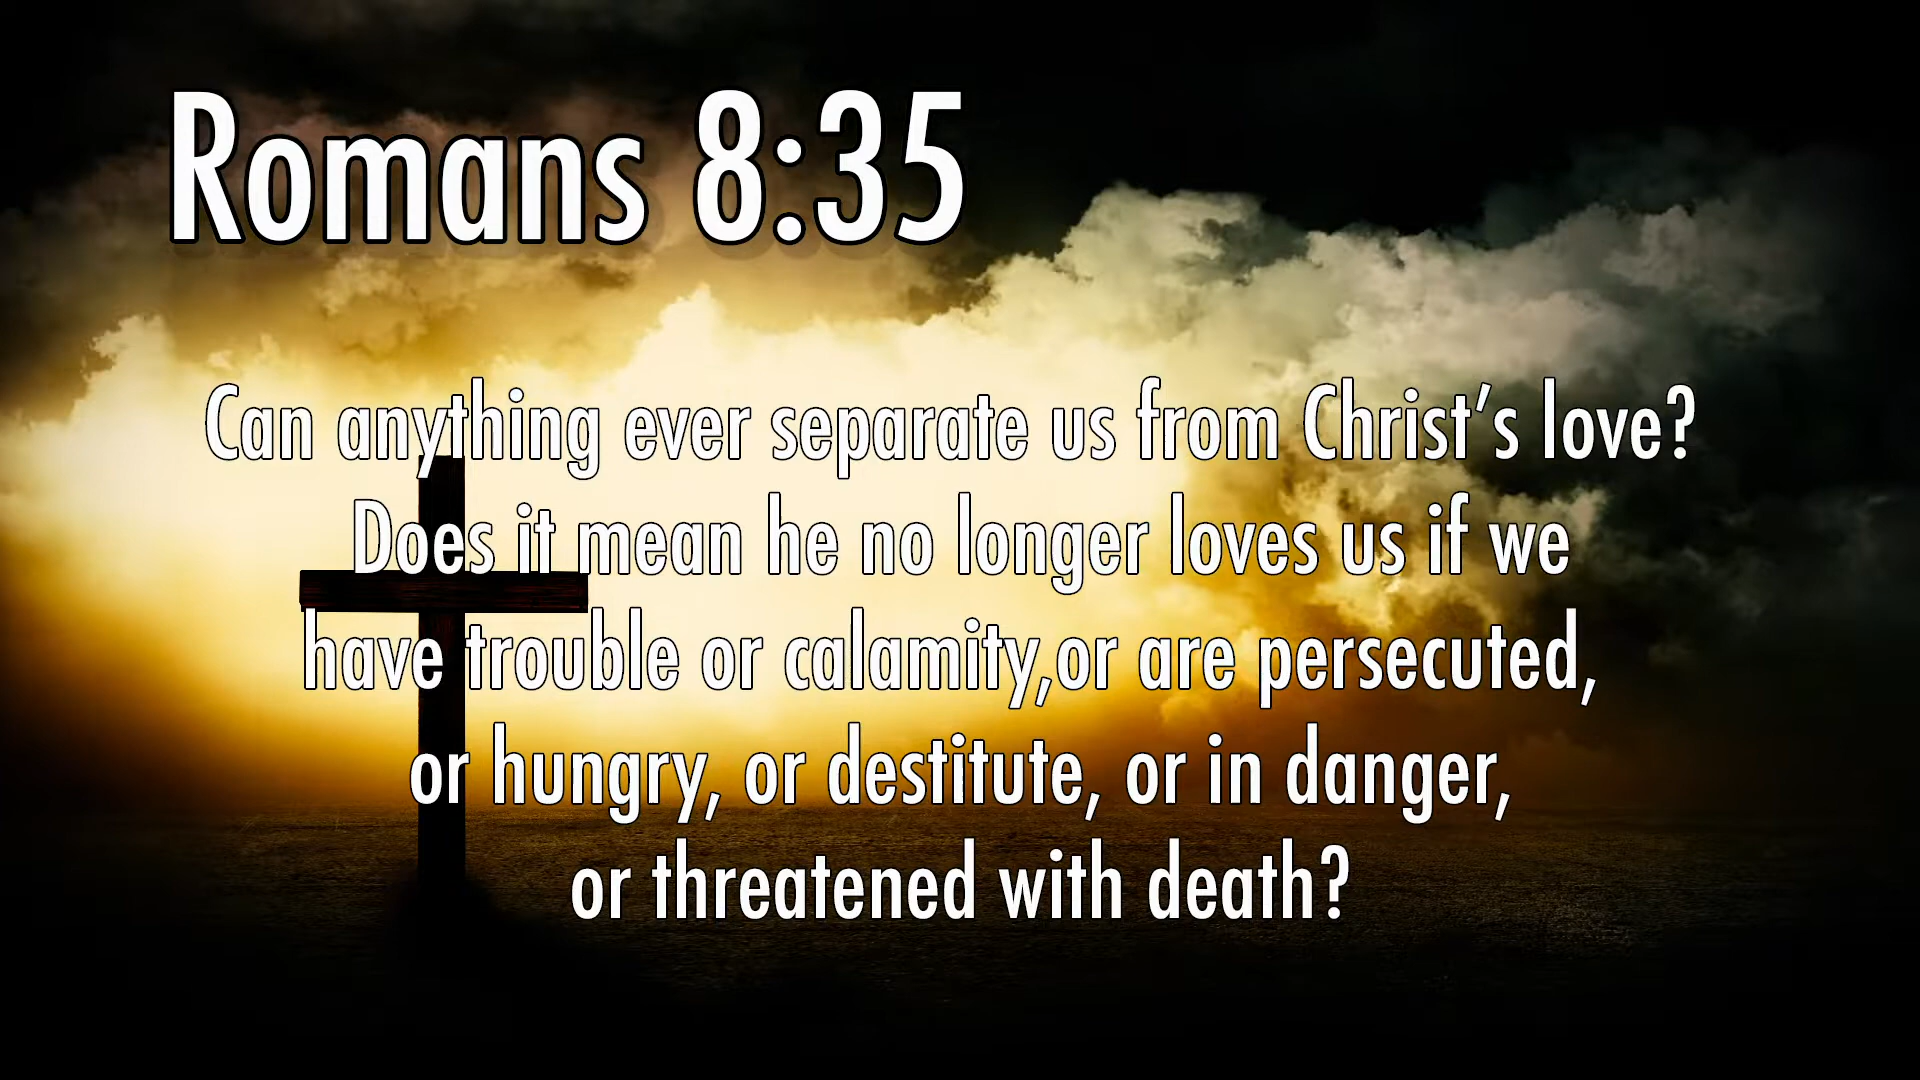 Romans 8:35
Can anything ever separate us from Christ’s love?
Does it mean he no longer loves us if we
have trouble or calamity,or are persecuted,
or hungry, or destitute, or in danger,
or threatened with death?